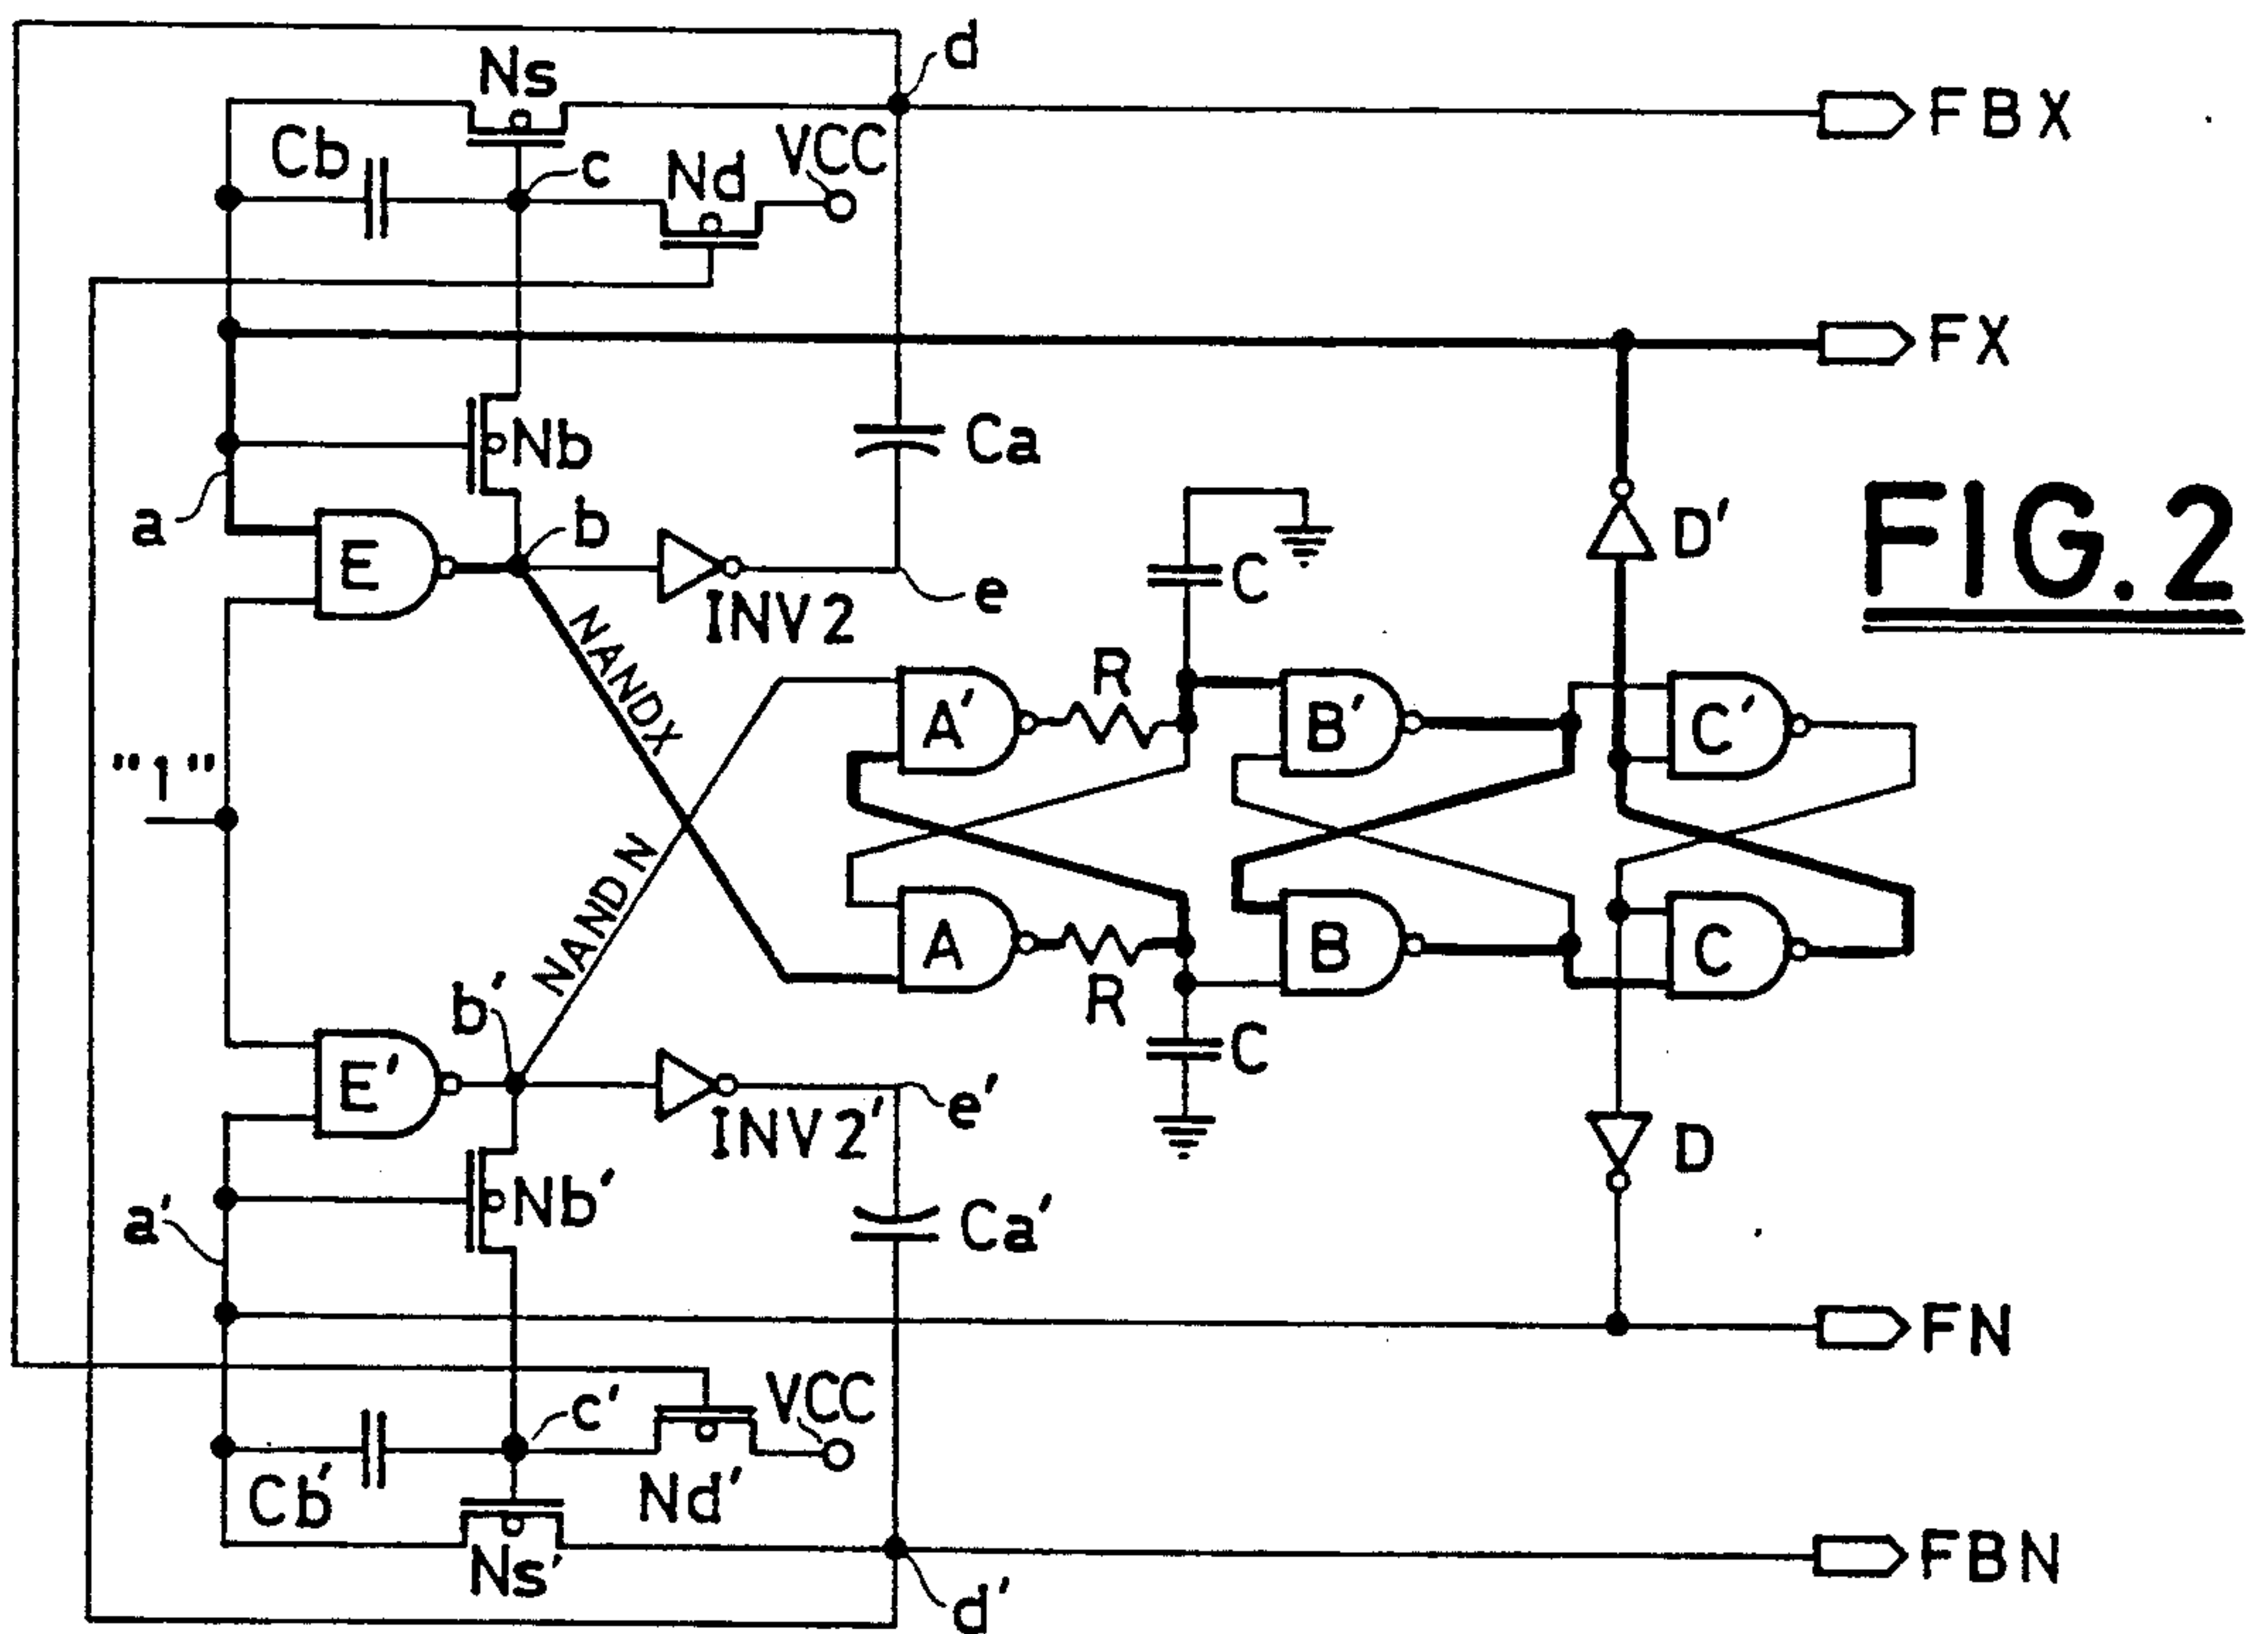 d
Ns
FBX
Cb
c
Nd
VCC
FX
Nb
Ca
a
b
E
e
INV2
C
D'
FIG.2
NANDX
A'
R
B'
C'
"1"
NAND N
A
R
B
C
b'
E'
e'
INV2'
C
D
Nb'
a'
Ca'
FN
c'
VCC
Cb'
Nd'
Ns'
FBN
d'